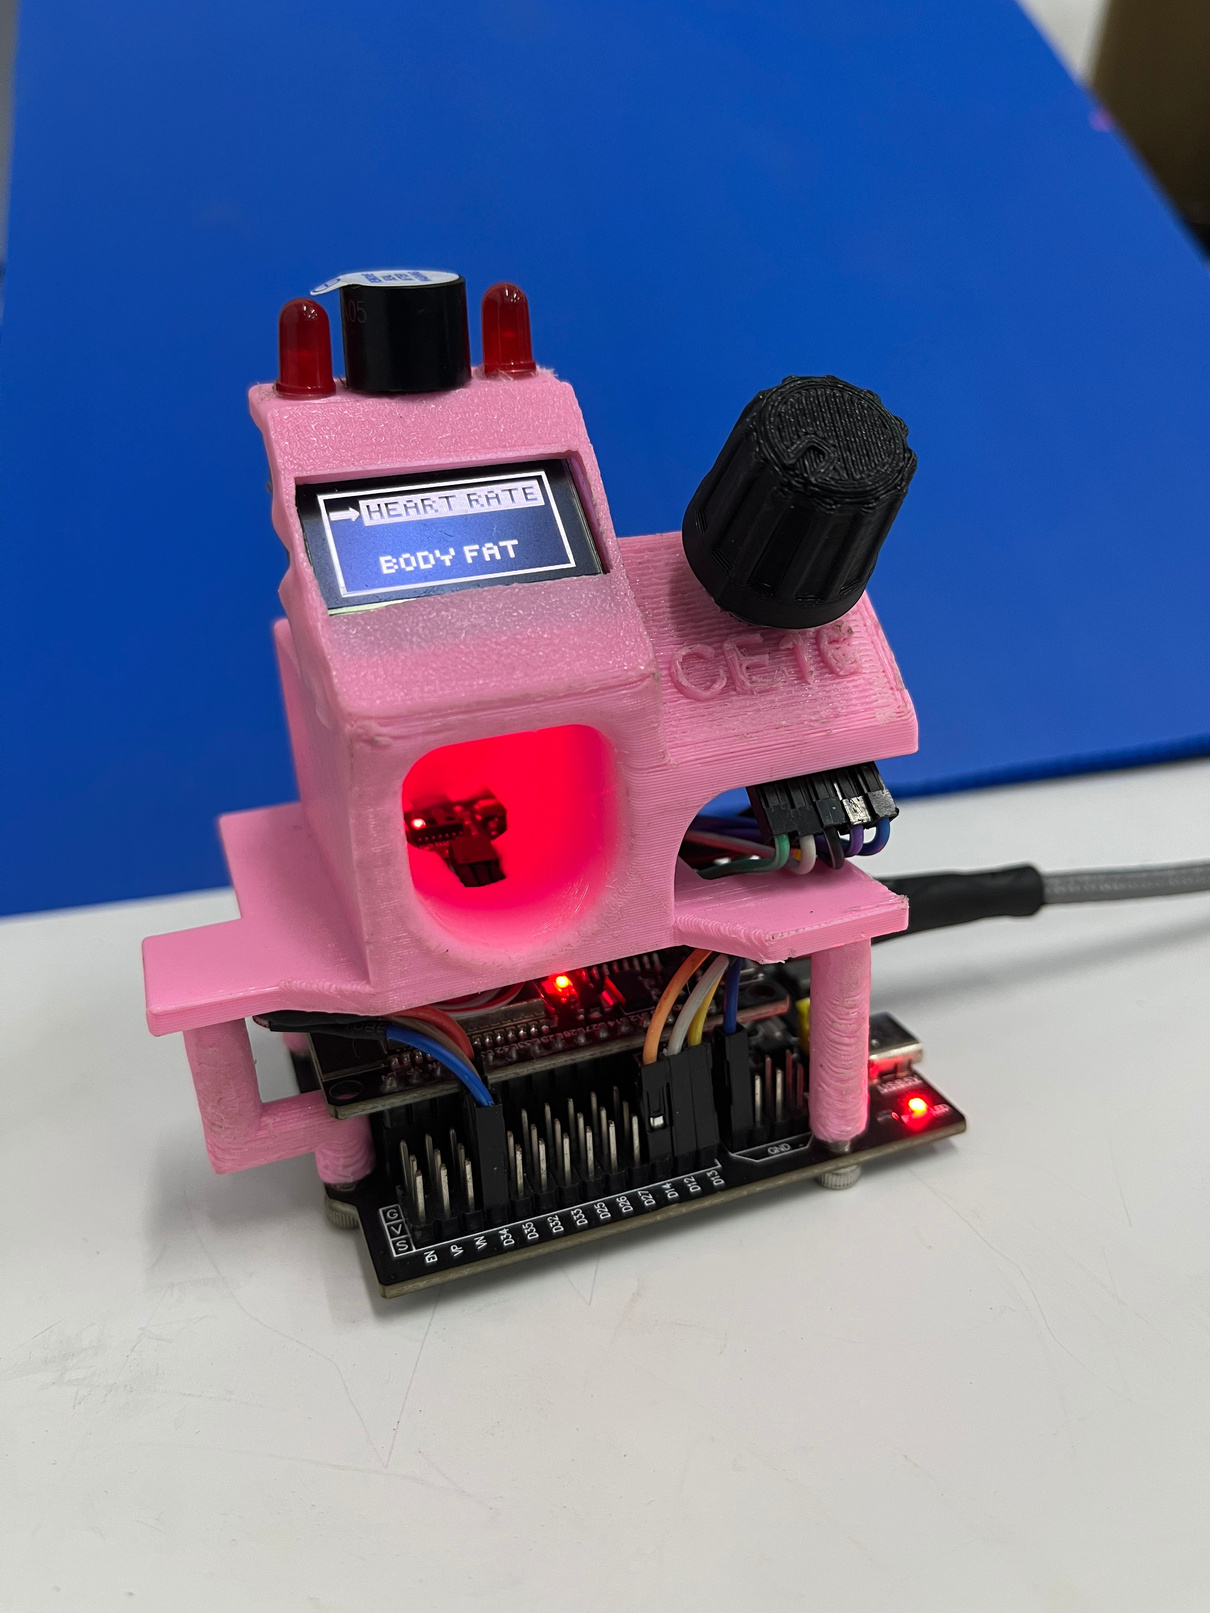 05
→HEART RATE
BODY FAT
CE16
GND
G
V
S
EN
VP
VN
D34
D35
D32
D33
D25
D26
D27
D14
D12
D13